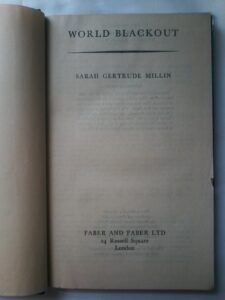 WORLD BLACKOUT
SARAH GERTRUDE MILLIN
FABER AND FABER LTD
24 Russell Square
London